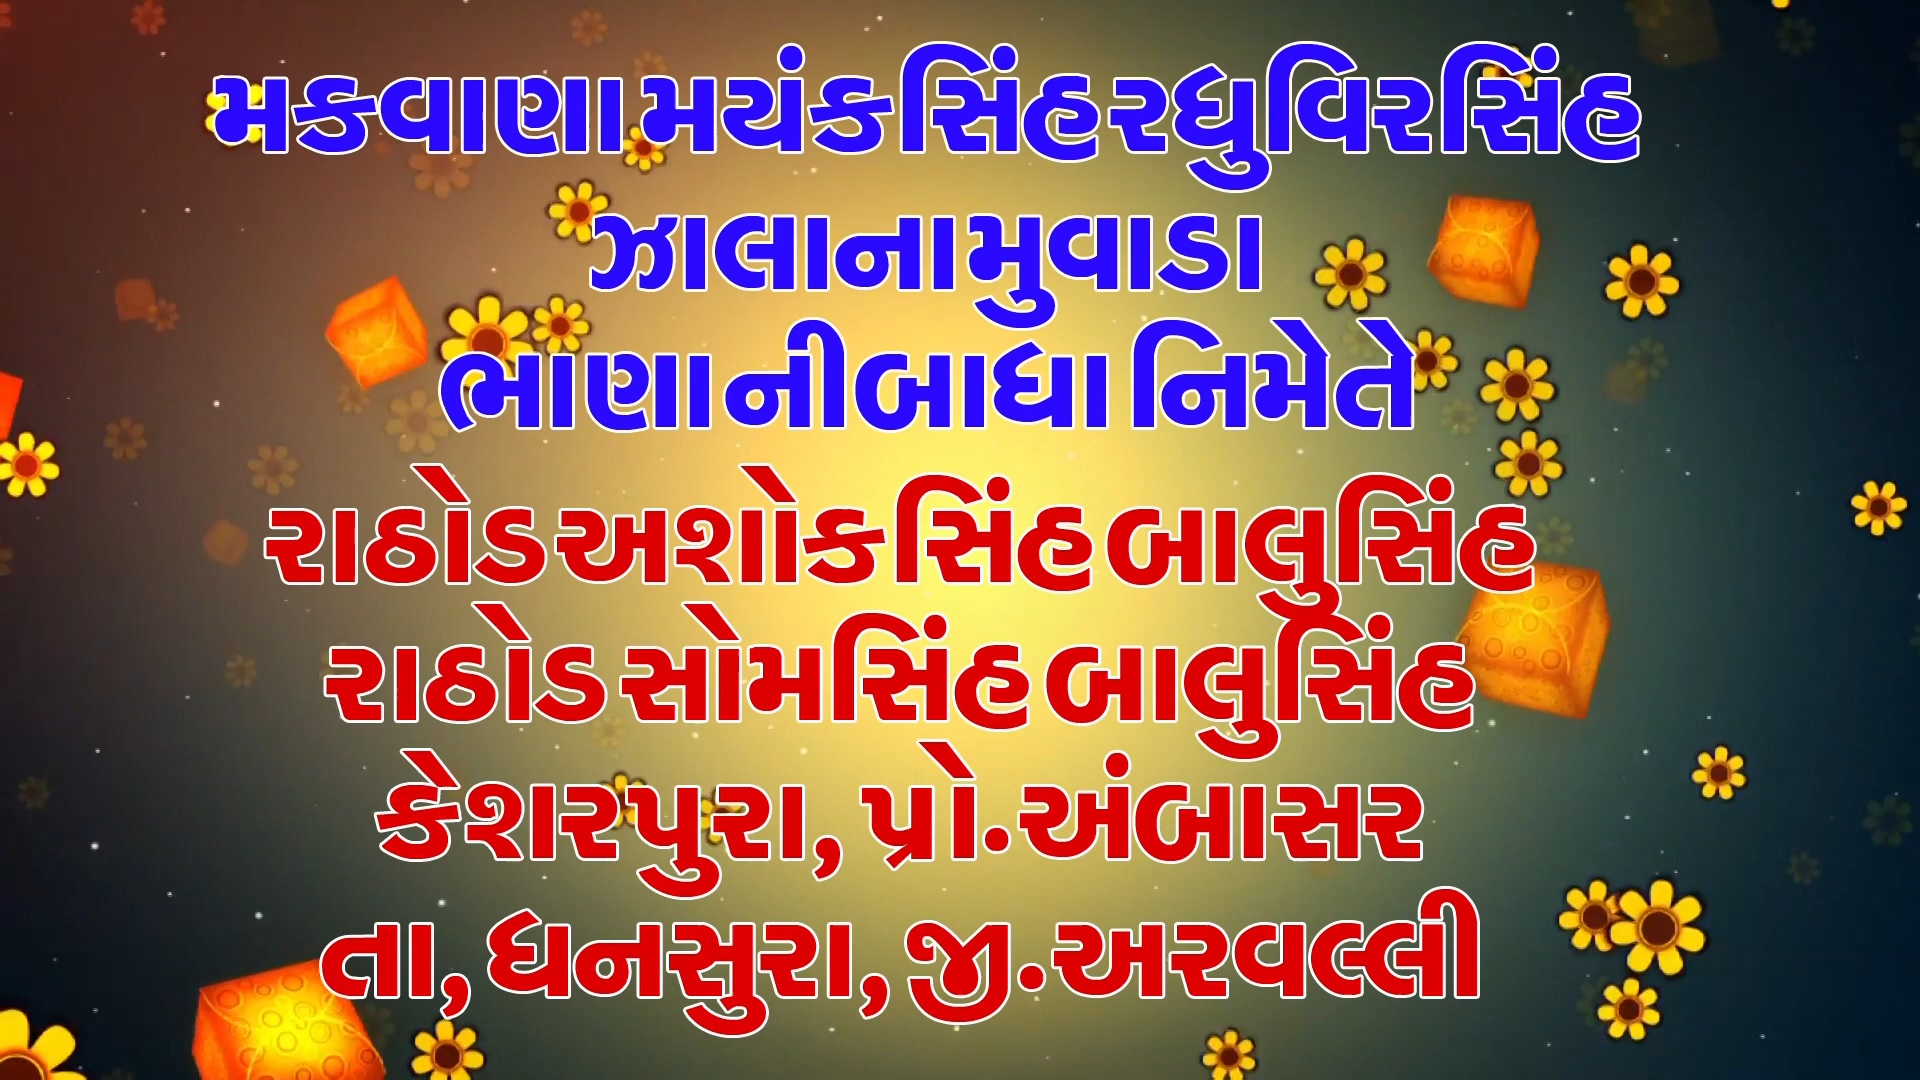 મકવાણા મયંકસિંહ રઘુવિરસિંહ
ઝાલાના મુવાડા
ભાણા ની બાધા નિમેતે
રાઠોડ અશોકસિંહ બાલુસિંહ
રાઠોડ સોમસિંહ બાલુસિંહ
કેશરપુરા, પ્રો.અંબાસર
તા, ધનસુરા, જી.અરવલ્લી